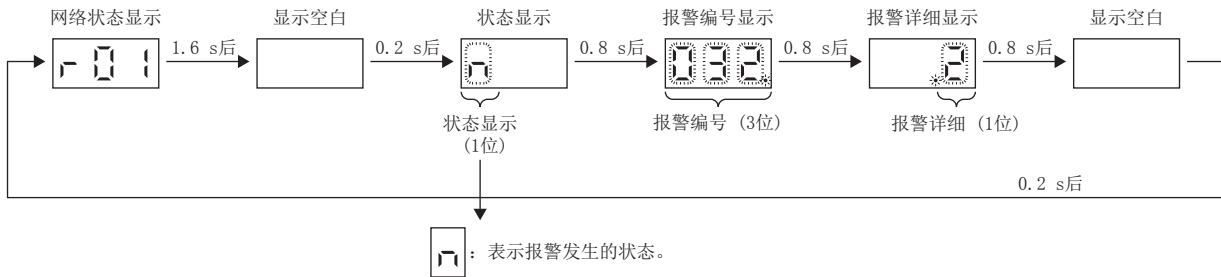 网络状态显示 显示空白 状态显示 报警编号显示 报警详细显示 显示空白
r01 1.6 s后 0.2 s后 n 0.8 s后 032. 0.8 s后 .2 0.8 s后
状态显示 报警编号 (3位) 报警详细 (1位)
(1位)
0.2 s后
n : 表示报警发生的状态。